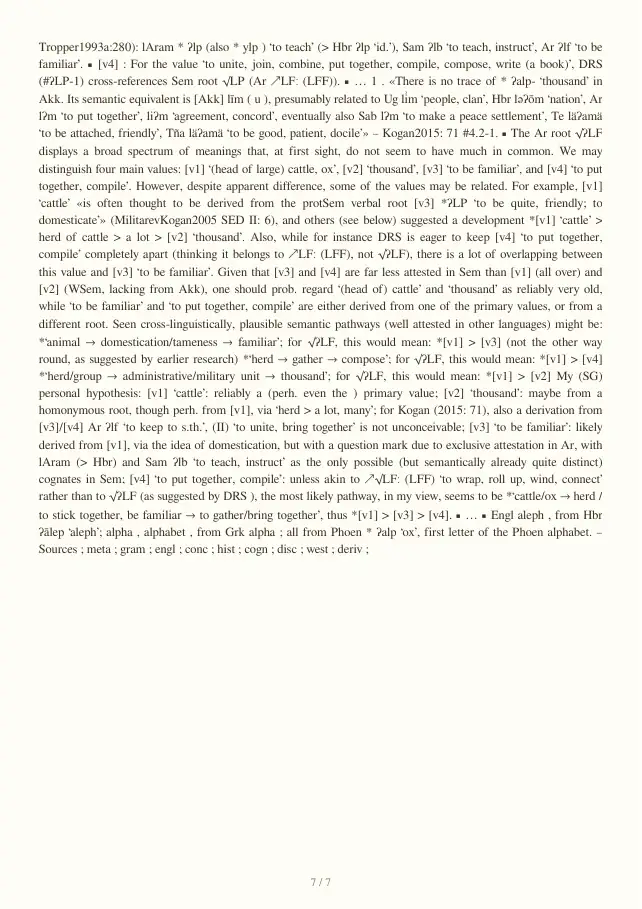 Tropper1993a:280): lAram * ʔlp (also * ylp ) ‘to teach’ (> Hbr ʔlp ‘id.’), Sam ʔlb ‘to teach, instruct’, Ar ʔlf ‘to be
familiar’. ▪ [v4] : For the value ‘to unite, join, combine, put together, compile, compose, write (a book)’, DRS
(#ʔLP-1) cross-references Sem root √LP (Ar ↗LF: (LFF)). ▪ … 1 . «There is no trace of * ʔalp- ‘thousand’ in
Akk. Its semantic equivalent is [Akk] līm ( u ), presumably related to Ug lỉm ‘people, clan’, Hbr ləʔōm ‘nation’, Ar
lʔm ‘to put together’, liʔm ‘agreement, concord’, eventually also Sab lʔm ‘to make a peace settlement’, Te läʔamä
‘to be attached, friendly’, Tña läʔamä ‘to be good, patient, docile’» – Kogan2015: 71 #4.2-1. ▪ The Ar root √ʔLF
displays a broad spectrum of meanings that, at first sight, do not seem to have much in common. We may
distinguish four main values: [v1] ‘(head of large) cattle, ox’, [v2] ‘thousand’, [v3] ‘to be familiar’, and [v4] ‘to put
together, compile’. However, despite apparent difference, some of the values may be related. For example, [v1]
‘cattle’ «is often thought to be derived from the protSem verbal root [v3] *ʔLP ‘to be quite, friendly; to
domesticate’» (MilitarevKogan2005 SED II: 6), and others (see below) suggested a development *[v1] ‘cattle’ >
herd of cattle > a lot > [v2] ‘thousand’. Also, while for instance DRS is eager to keep [v4] ‘to put together,
compile’ completely apart (thinking it belongs to ↗LF: (LFF), not √ʔLF), there is a lot of overlapping between
this value and [v3] ‘to be familiar’. Given that [v3] and [v4] are far less attested in Sem than [v1] (all over) and
[v2] (WSem, lacking from Akk), one should prob. regard ‘(head of) cattle’ and ‘thousand’ as reliably very old,
while ‘to be familiar’ and ‘to put together, compile’ are either derived from one of the primary values, or from a
different root. Seen cross-linguistically, plausible semantic pathways (well attested in other languages) might be:
*‘animal → domestication/tameness → familiar’; for √ʔLF, this would mean: *[v1] > [v3] (not the other way
round, as suggested by earlier research) *‘herd → gather → compose’; for √ʔLF, this would mean: *[v1] > [v4]
*‘herd/group → administrative/military unit → thousand’; for √ʔLF, this would mean: *[v1] > [v2] My (SG)
personal hypothesis: [v1] ‘cattle’: reliably a (perh. even the ) primary value; [v2] ‘thousand’: maybe from a
homonymous root, though perh. from [v1], via ‘herd > a lot, many’; for Kogan (2015: 71), also a derivation from
[v3]/[v4] Ar ʔlf ‘to keep to s.th.’, (II) ‘to unite, bring together’ is not unconceivable; [v3] ‘to be familiar’: likely
derived from [v1], via the idea of domestication, but with a question mark due to exclusive attestation in Ar, with
lAram (> Hbr) and Sam ʔlb ‘to teach, instruct’ as the only possible (but semantically already quite distinct)
cognates in Sem; [v4] ‘to put together, compile’: unless akin to ↗√LF: (LFF) ‘to wrap, roll up, wind, connect’
rather than to √ʔLF (as suggested by DRS ), the most likely pathway, in my view, seems to be *‘cattle/ox → herd /
to stick together, be familiar → to gather/bring together’, thus *[v1] > [v3] > [v4]. ▪ … ▪ Engl aleph , from Hbr
ʔālep ‘aleph’; alpha , alphabet , from Grk alpha ; all from Phoen * ʔalp ‘ox’, first letter of the Phoen alphabet. –
Sources ; meta ; gram ; engl ; conc ; hist ; cogn ; disc ; west ; deriv ;
7 / 7